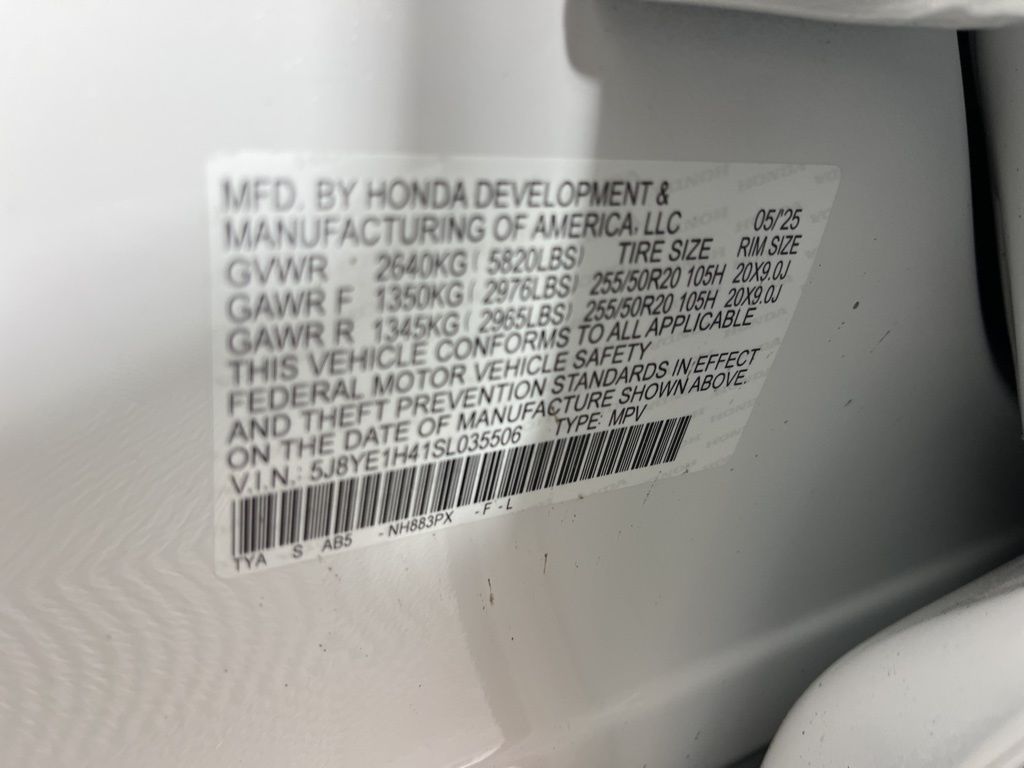 MFD. BY HONDA DEVELOPMENT &
MANUFACTURING OF AMERICA, LLC 05/'25
GVWR 2640KG ( 5820LBS) TIRE SIZE RIM SIZE
GAWR F 1350KG ( 2976LBS) 255/50R20 105H 20X9.0J
GAWR R 1345KG ( 2965LBS) 255/50R20 105H 20X9.0J
THIS VEHICLE CONFORMS TO ALL APPLICABLE
FEDERAL MOTOR VEHICLE SAFETY
AND THEFT PREVENTION STANDARDS IN EFFECT
ON THE DATE OF MANUFACTURE SHOWN ABOVE.
V.I.N.: 5J8YE1H41SL035506 TYPE: MPV
TYA S AB5 - NH883PX - F - L